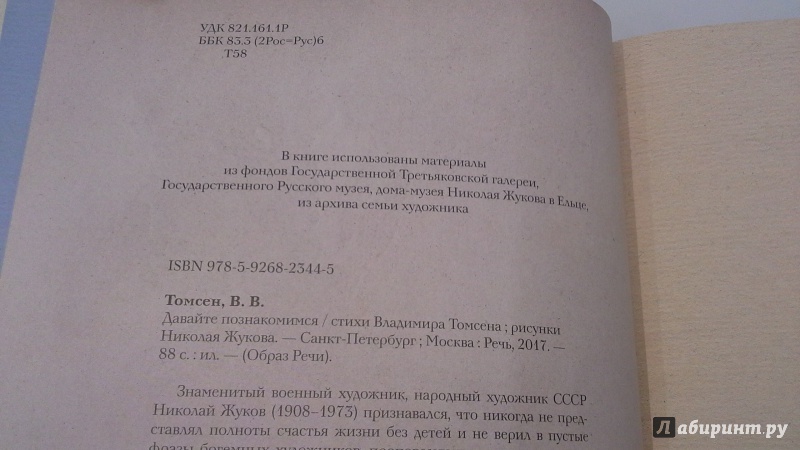 УДК 821.161.1Р
ББК 83.3 (2Рос=Рус)6
Т58
В книге использованы материалы
из фондов Государственной Третьяковской галереи,
Государственного Русского музея, дома-музея Николая Жукова в Ельце,
из архива семьи художника
ISBN 978-5-9268-2344-5
Томсен, В. В.
Давайте познакомимся / стихи Владимира Томсена ; рисунки
Николая Жукова. — Санкт-Петербург ; Москва : Речь, 2017. —
88 с. : ил. — (Образ Речи).
Знаменитый военный художник, народный художник СССР
Николай Жуков (1908–1973) признавался, что никогда не пред-
ставлял полноты счастья жизни без детей и не верил в пустые
фразы богемных художников,
Лабиринт.ру